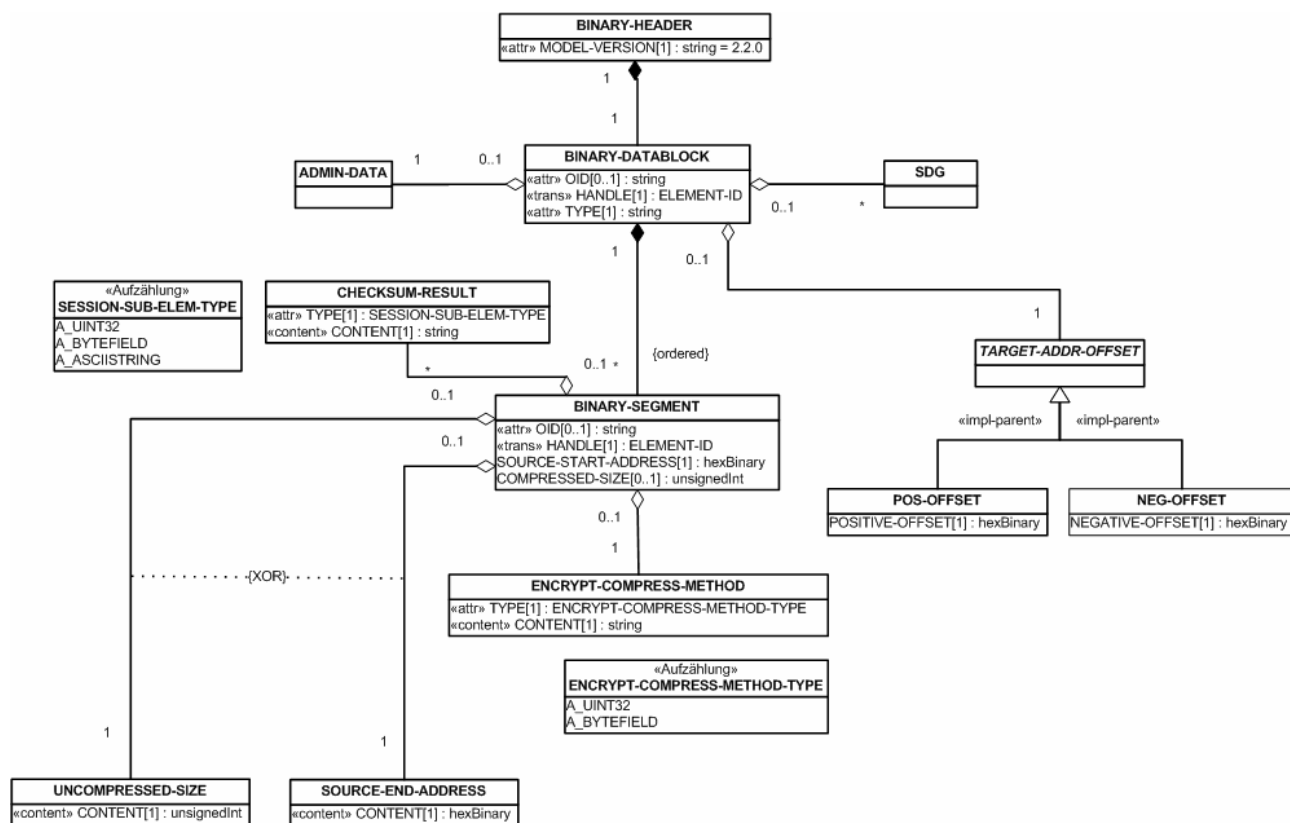 BINARY-HEADER
«attr» MODEL-VERSION[1] : string = 2.2.0
1
1
ADMIN-DATA
1
0..1
BINARY-DATABLOCK
«attr» OID[0..1] : string
«trans» HANDLE[1] : ELEMENT-ID
«attr» TYPE[1] : string
0..1
*
SDG
1
0..1
«Aufzählung»
SESSION-SUB-ELEM-TYPE
A_UINT32
A_BYTEFIELD
A_ASCIISTRING
CHECKSUM-RESULT
«attr» TYPE[1] : SESSION-SUB-ELEM-TYPE
«content» CONTENT[1] : string
1
TARGET-ADDR-OFFSET
{ordered}
*
0..1
*
0..1
0..1
BINARY-SEGMENT
«attr» OID[0..1] : string
«trans» HANDLE[1] : ELEMENT-ID
SOURCE-START-ADDRESS[1] : hexBinary
COMPRESSED-SIZE[0..1] : unsignedInt
«impl-parent»
«impl-parent»
POS-OFFSET
POSITIVE-OFFSET[1] : hexBinary
NEG-OFFSET
NEGATIVE-OFFSET[1] : hexBinary
0..1
1
{XOR}
ENCRYPT-COMPRESS-METHOD
«attr» TYPE[1] : ENCRYPT-COMPRESS-METHOD-TYPE
«content» CONTENT[1] : string
«Aufzählung»
ENCRYPT-COMPRESS-METHOD-TYPE
A_UINT32
A_BYTEFIELD
1
1
UNCOMPRESSED-SIZE
«content» CONTENT[1] : unsignedInt
SOURCE-END-ADDRESS
«content» CONTENT[1] : hexBinary